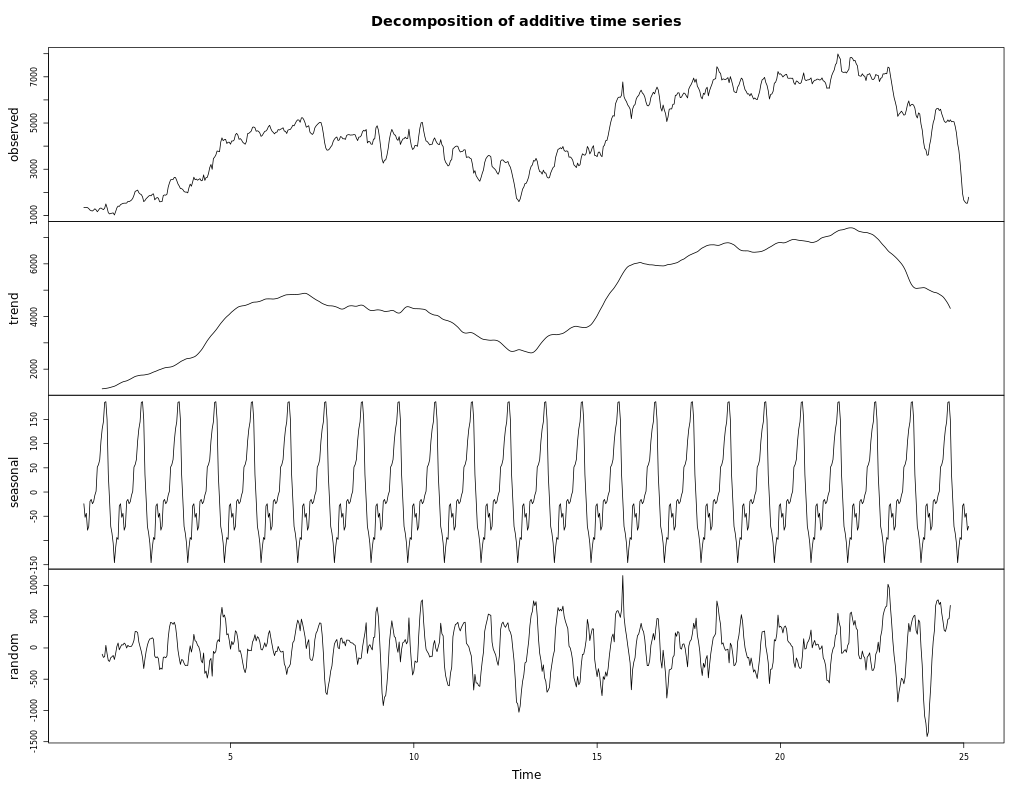 Decomposition of additive time series
observed
1000 3000 5000 7000
trend
2000 4000 6000
seasonal
-150 -50 0 50 100 150
random
-1500 -1000 -500 0 500 1000
5 10 15 20 25
Time